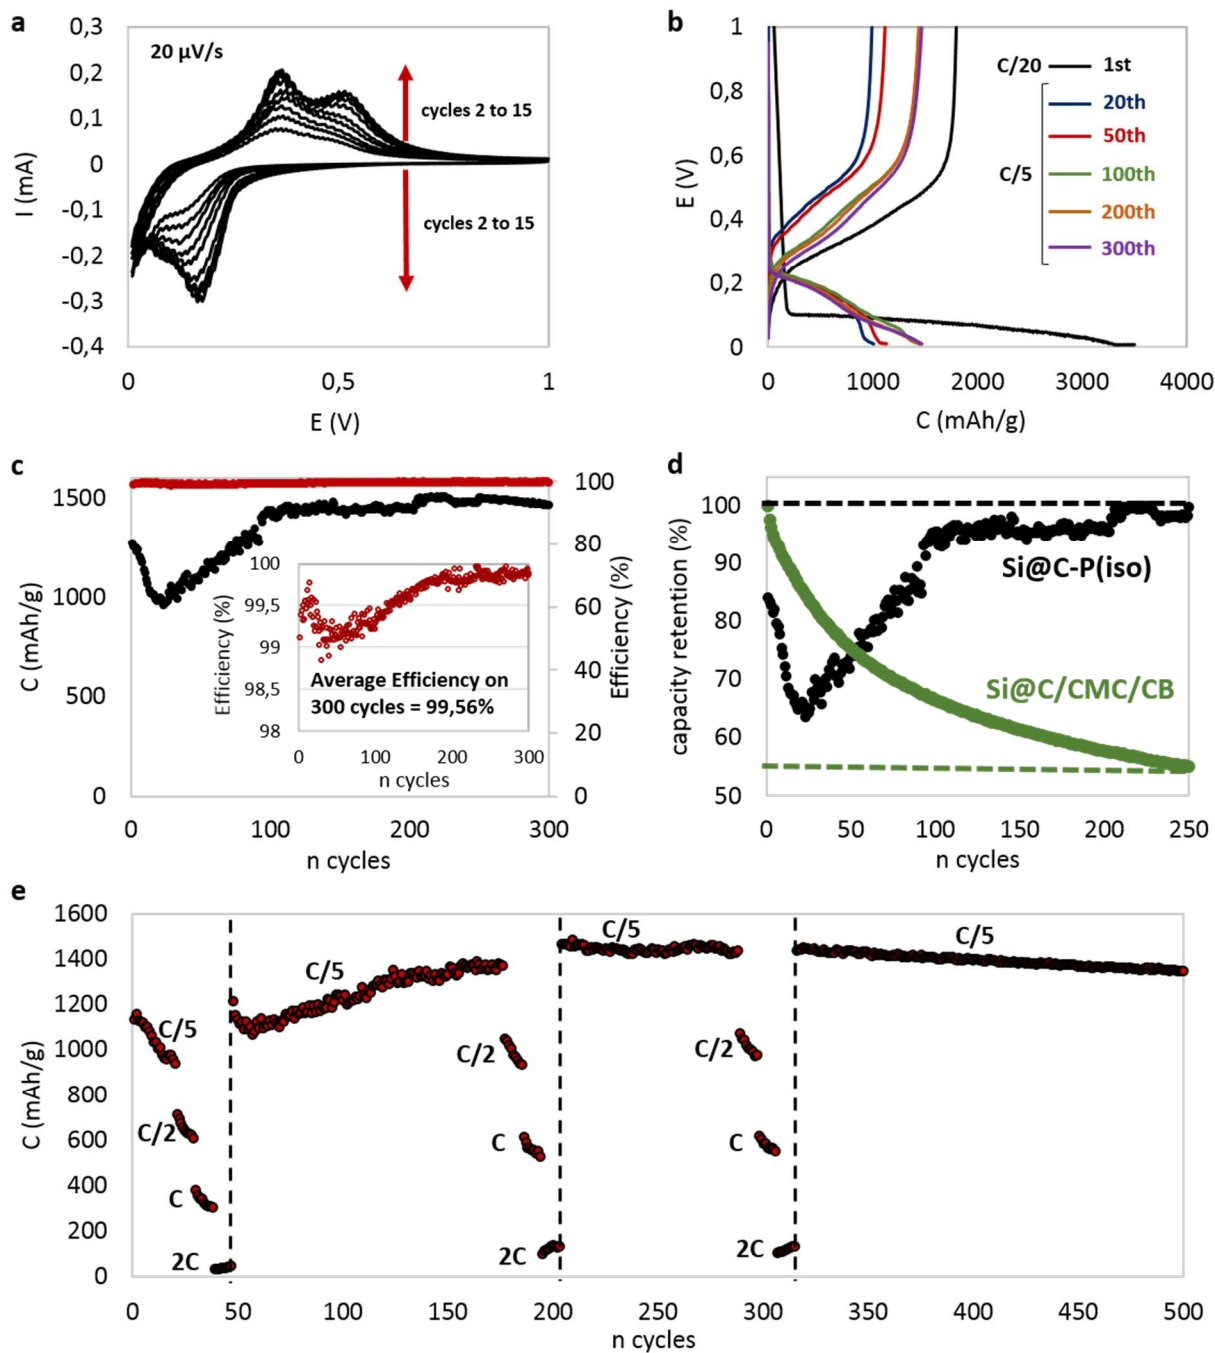 a
20 µV/s
cycles 2 to 15
cycles 2 to 15
0,3
0,2
0,1
0
-0,1
-0,2
-0,3
-0,4
I (mA)
0
0,5
1
E (V)
b
C/20
1st
20th
50th
C/5
100th
200th
300th
1
0,8
0,6
0,4
0,2
0
E (V)
0
1000
2000
3000
4000
C (mAh/g)
c
1500
1000
500
0
C (mAh/g)
100
80
60
40
20
0
Efficiency (%)
0
100
200
300
n cycles
100
99,5
99
98,5
98
Efficiency (%)
Average Efficiency on
300 cycles = 99,56%
0
100
200
300
n cycles
d
100
90
80
70
60
50
capacity retention (%)
Si@C-P(iso)
Si@C/CMC/CB
0
50
100
150
200
250
n cycles
e
1600
1400
1200
1000
800
600
400
200
0
C (mAh/g)
C/5
C/2
C
2C
C/5
C/2
C
2C
C/5
C/2
C
2C
C/5
0
50
100
150
200
250
300
350
400
450
500
n cycles